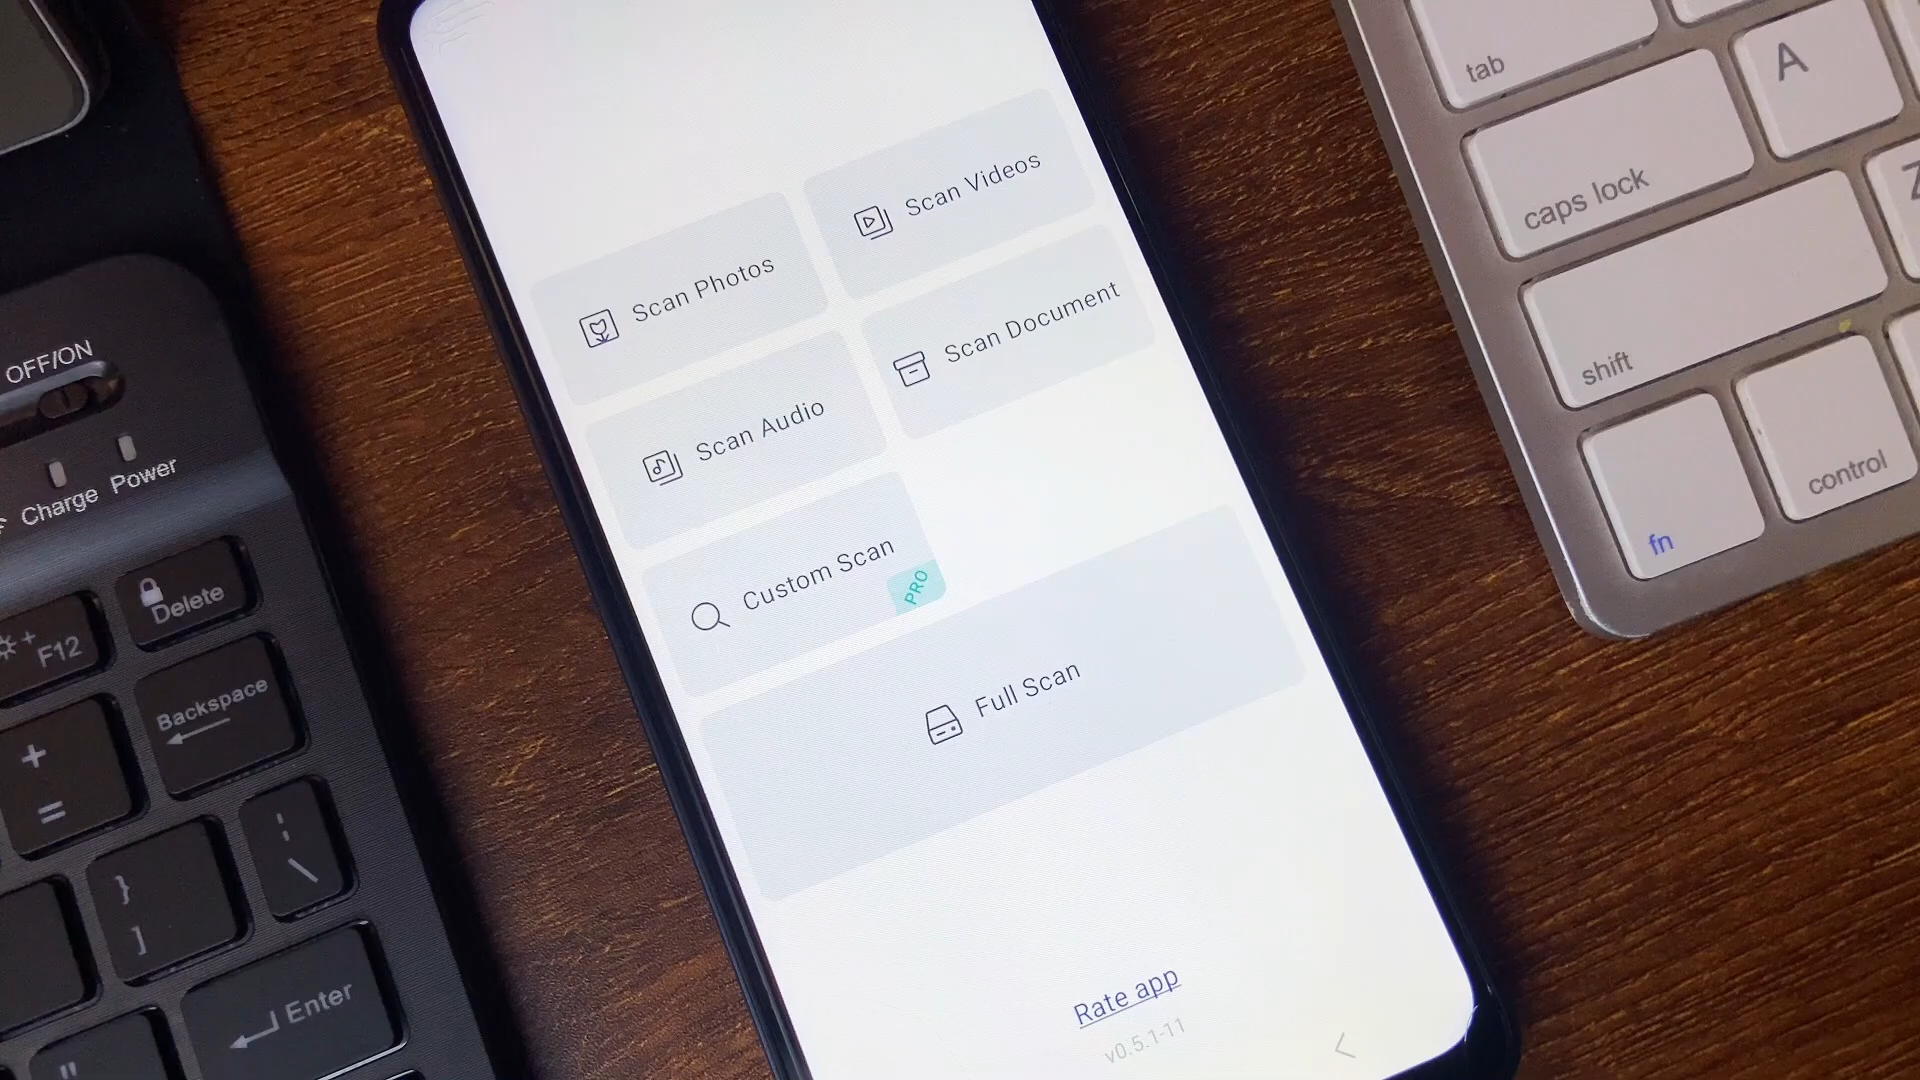 Scan Photos
Scan Videos
Scan Audio
Scan Document
Custom Scan
PRO
Full Scan
Rate app
v0.5.1-11
OFF/ON
Charge
Power
Delete
+
F12
Backspace
+
=
}
]
¦
\
Enter
"
tab
A
caps lock
Z
shift
fn
control